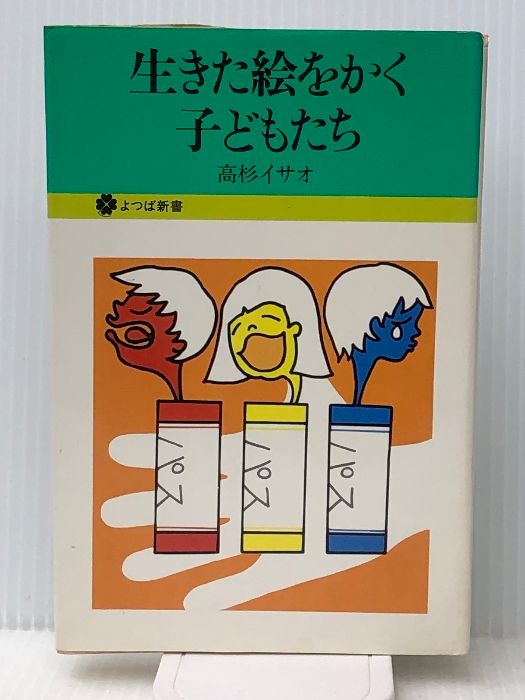 生きた絵をかく
子どもたち
高杉イサオ
よつば新書
パス
パス
パス